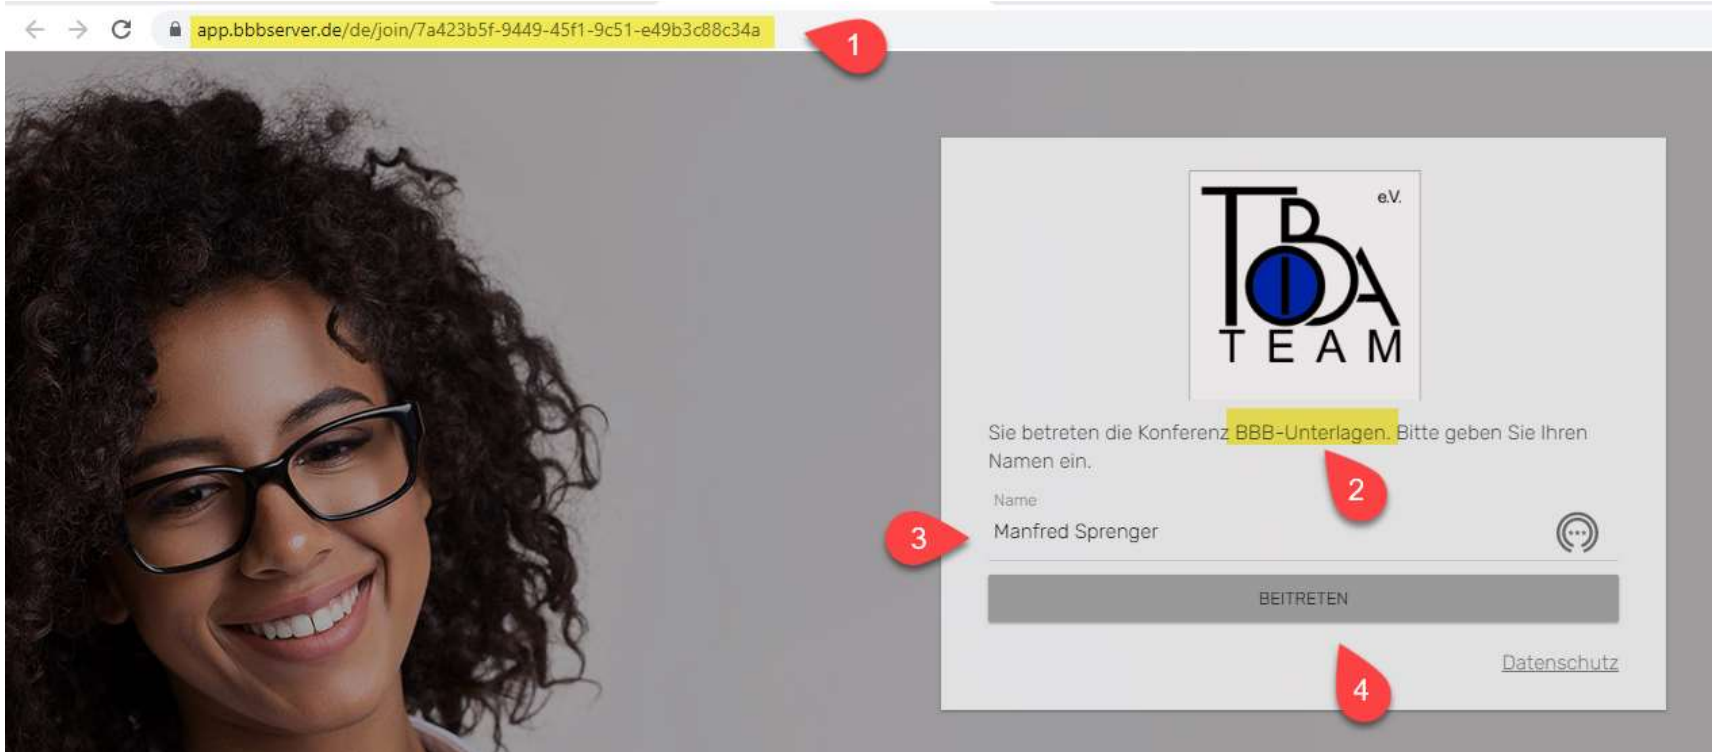 app.bbbserver.de/de/join/7a423b5f-9449-45f1-9c51-e49b3c88c34a
1
TOBIBA e.V.
TEAM
Sie betreten die Konferenz BBB-Unterlagen. Bitte geben Sie Ihren
Namen ein.
2
Name
3
Manfred Sprenger
BEITRETEN
Datenschutz
4